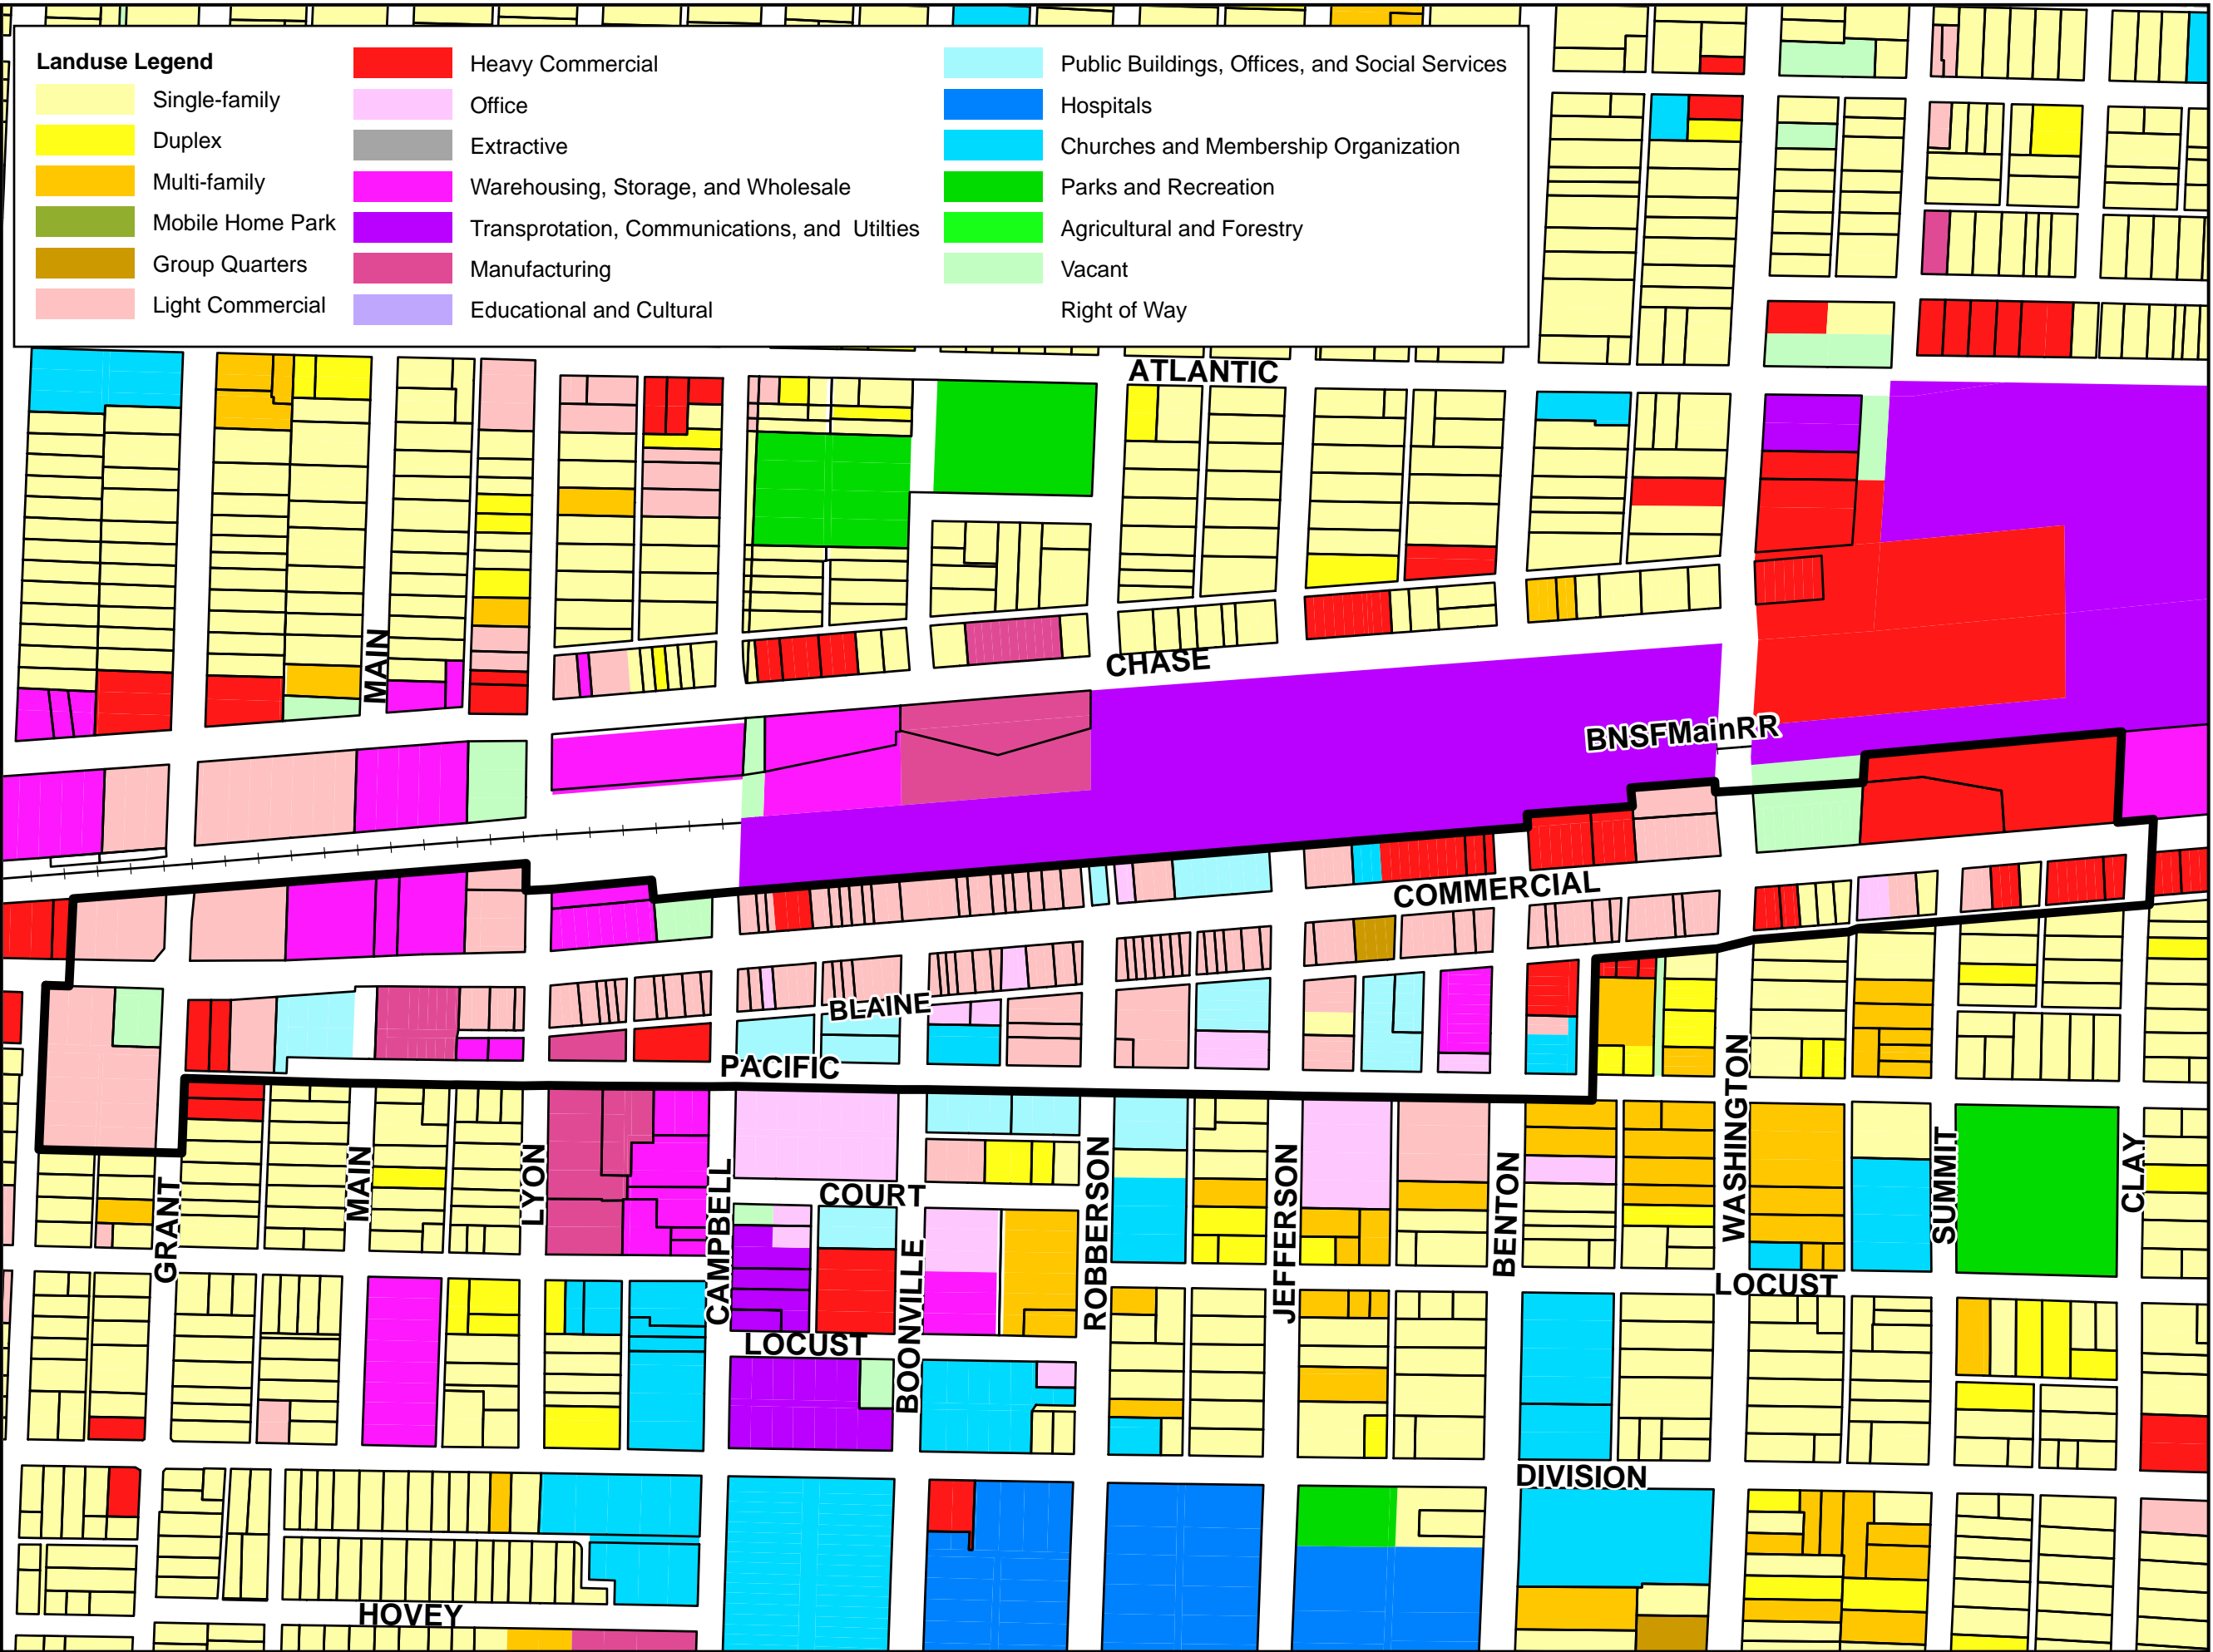 Landuse Legend
Single-family
Duplex
Multi-family
Mobile Home Park
Group Quarters
Light Commercial
Heavy Commercial
Office
Extractive
Warehousing, Storage, and Wholesale
Transprotation, Communications, and Utilties
Manufacturing
Educational and Cultural
Public Buildings, Offices, and Social Services
Hospitals
Churches and Membership Organization
Parks and Recreation
Agricultural and Forestry
Vacant
Right of Way
ATLANTIC
MAIN
CHASE
BNSFMainRR
COMMERCIAL
BLAINE
PACIFIC
GRANT
MAIN
LYON
CAMPBELL
COURT
BOONVILLE
ROBBERSON
JEFFERSON
BENTON
WASHINGTON
SUMMIT
CLAY
LOCUST
LOCUST
DIVISION
HOVEY